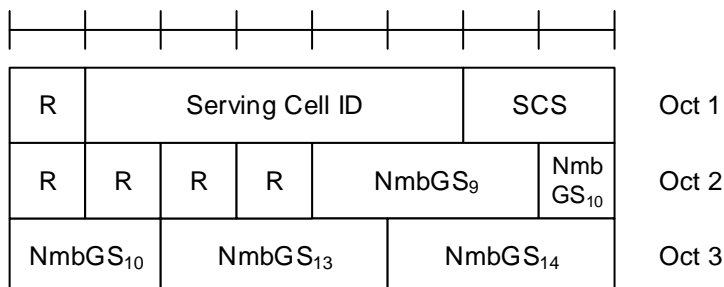 R Serving Cell ID SCS Oct 1
R R R R NmbGS₉ Nmb GS₁₀ Oct 2
NmbGS₁₀ NmbGS₁₃ NmbGS₁₄ Oct 3